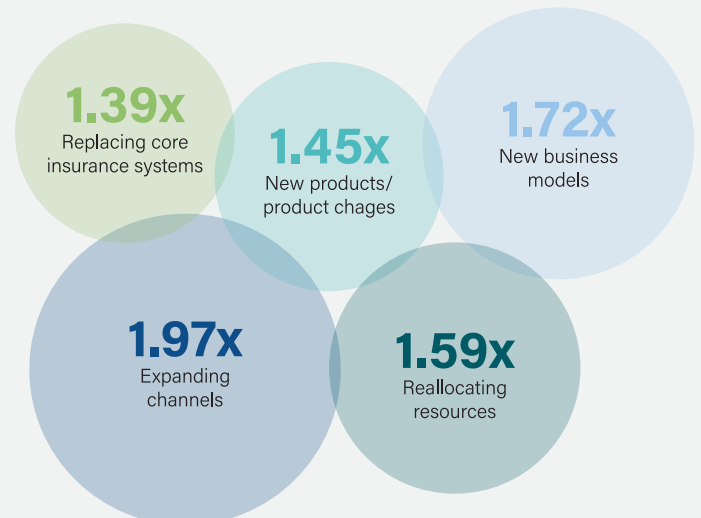 1.39x
Replacing core
insurance systems
1.45x
New products/
product chages
1.72x
New business
models
1.97x
Expanding
channels
1.59x
Reallocating
resources